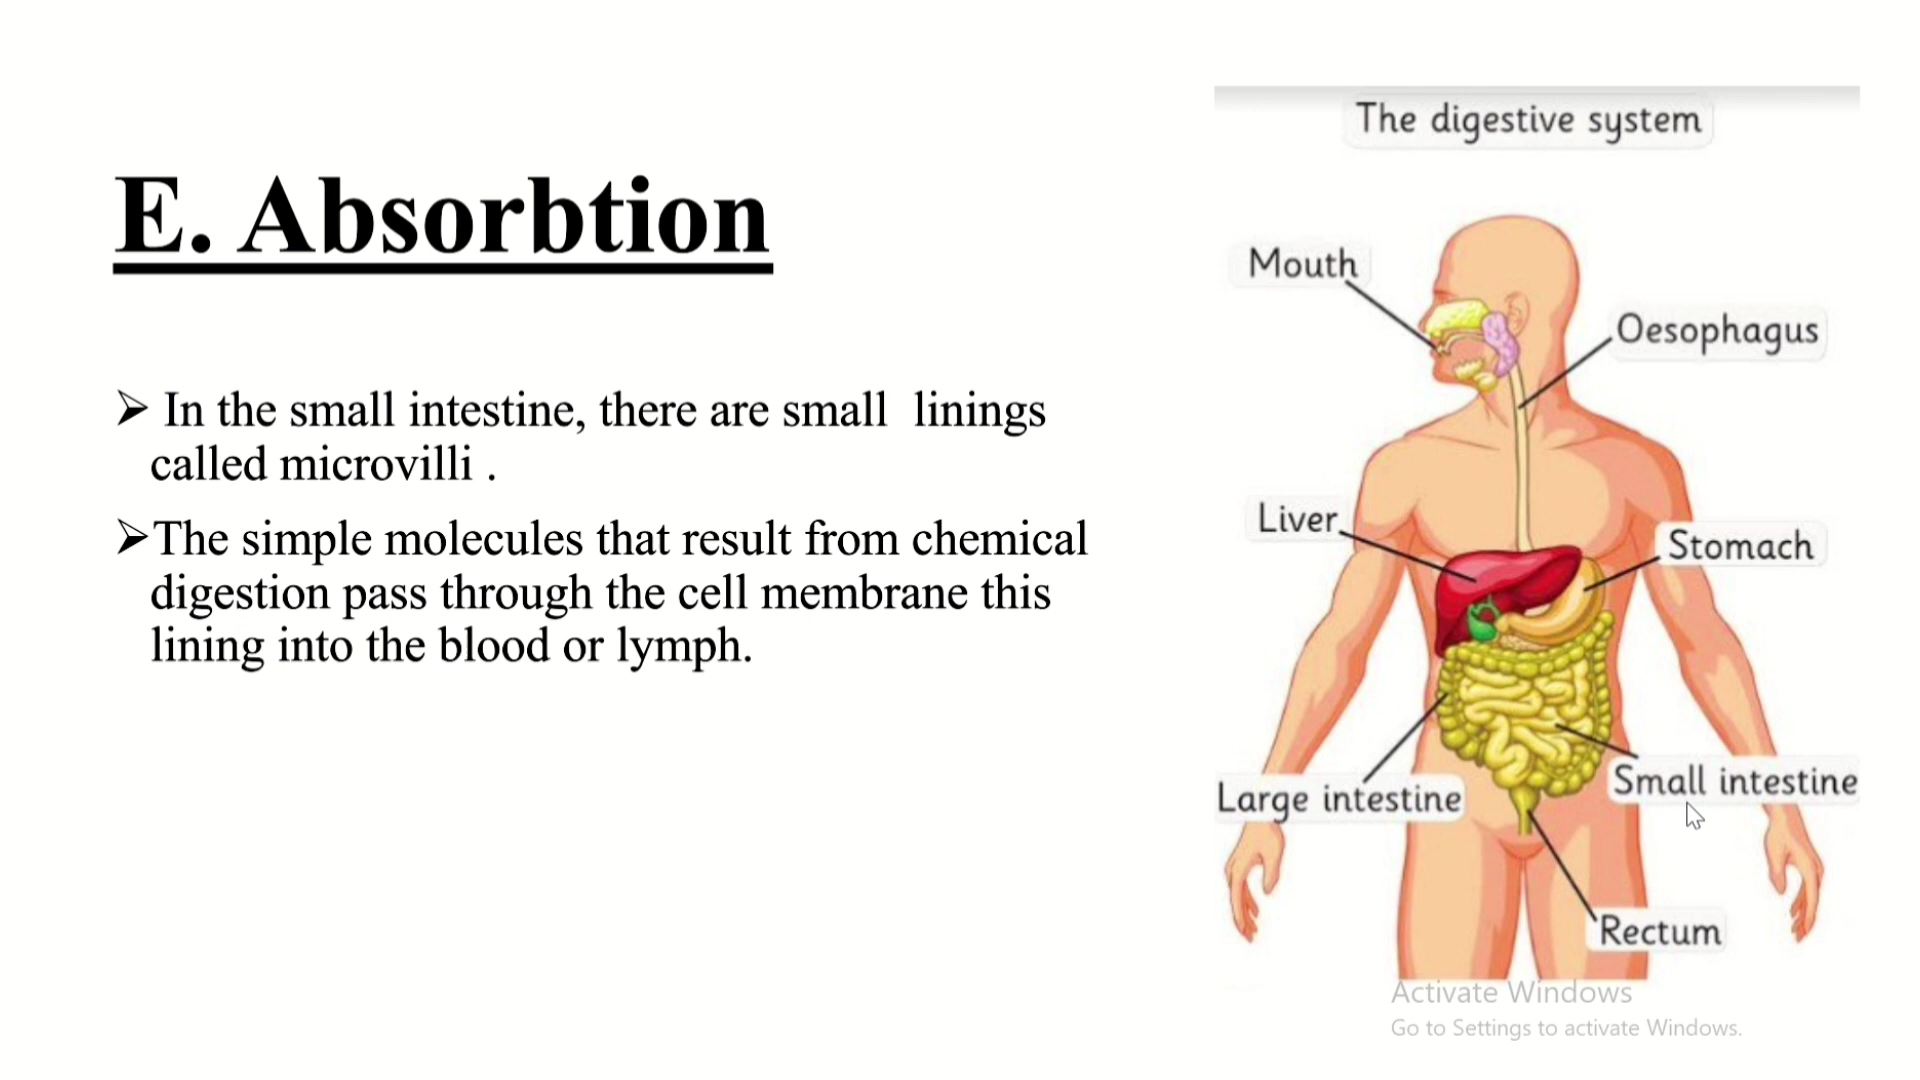 E. Absorbtion
➢ In the small intestine, there are small  linings
called microvilli .
➢The simple molecules that result from chemical
digestion pass through the cell membrane this
lining into the blood or lymph.
The digestive system
Mouth
Oesophagus
Liver
Stomach
Large intestine
Small intestine
Rectum
Activate Windows
Go to Settings to activate Windows.